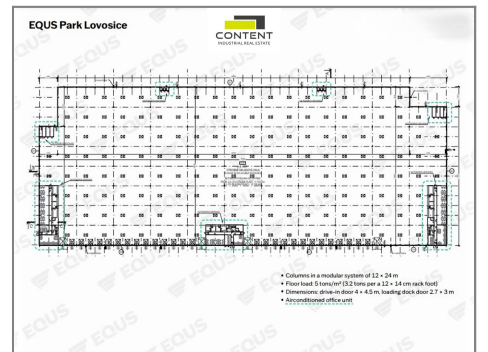 EQUS Park Lovosice
CONTENT
INDUSTRIAL REAL ESTATE
• Columns in a modular system of 12 × 24 m
• Floor load: 5 tons/m² (3.2 tons per a 12 × 14 cm rack foot)
• Dimensions: drive-in door 4 × 4.5 m, loading dock door 2.7 × 3 m
• Airconditioned office unit